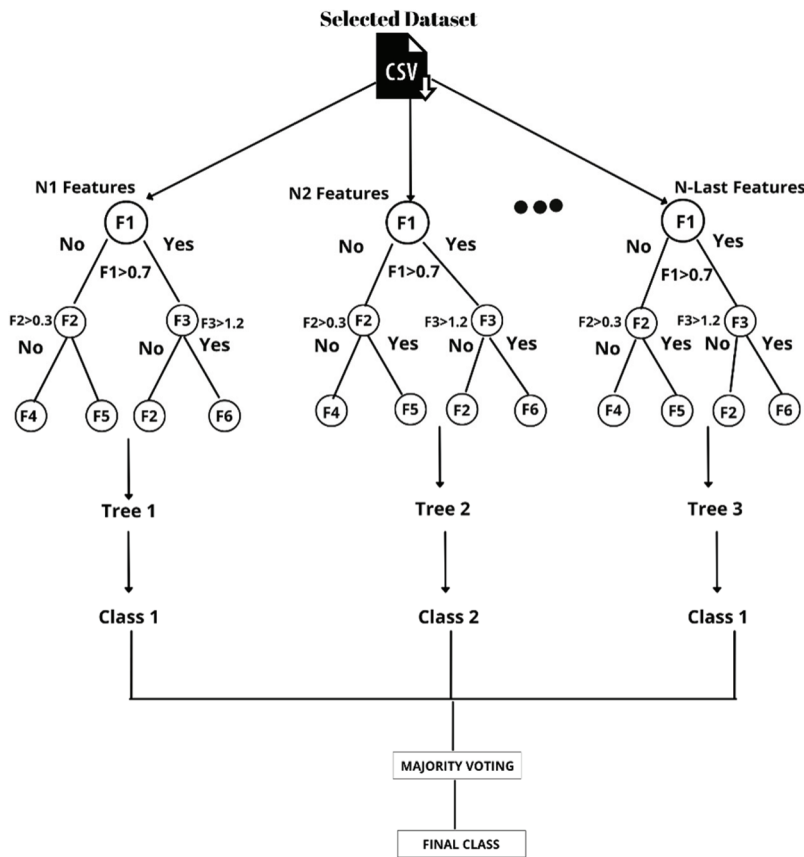 Selected Dataset
CSV
N1 Features
N2 Features
N-Last Features
F1
F1
F1
No
Yes
No
Yes
No
Yes
F1>0.7
F1>0.7
F1>0.7
F2>0.3
F2
F3
F3>1.2
F2>0.3
F2
F3>1.2
F3
F2>0.3
F2
F3>1.2
F3
No
No
Yes
No
Yes
No
Yes
No
Yes
No
Yes
F4
F5
F2
F6
F4
F5
F2
F6
F4
F5
F2
F6
Tree 1
Tree 2
Tree 3
Class 1
Class 2
Class 1
MAJORITY VOTING
FINAL CLASS